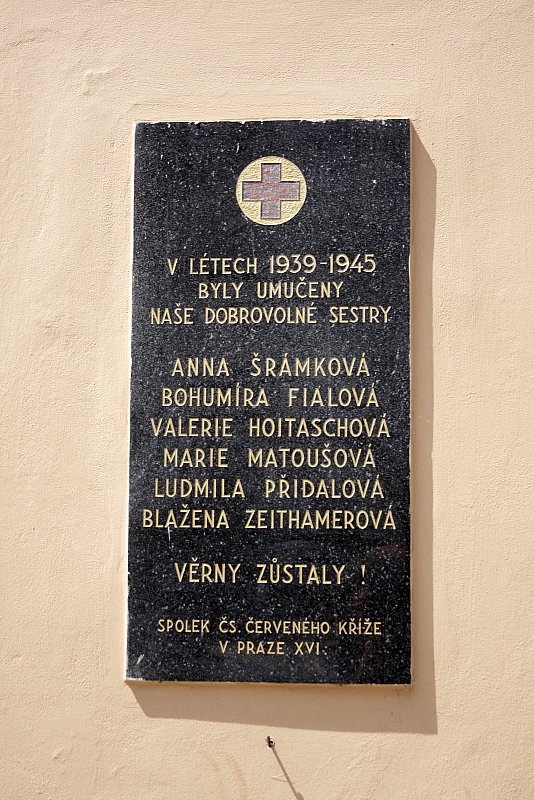 V LÉTECH 1939-1945
BYLY UMUČENY
NAŠE DOBROVOLNÉ SESTRY
ANNA ŠRÁMKOVÁ
BOHUMÍRA FIALOVÁ
VALERIE HOITASCHOVÁ
MARIE MATOUŠOVÁ
LUDMILA PŘIDALOVÁ
BLAŽENA ZEITHAMEROVÁ
VĚRNY ZŮSTALY !
SPOLEK ČS. ČERVENÉHO KŘÍŽE
V PRAZE XVI.